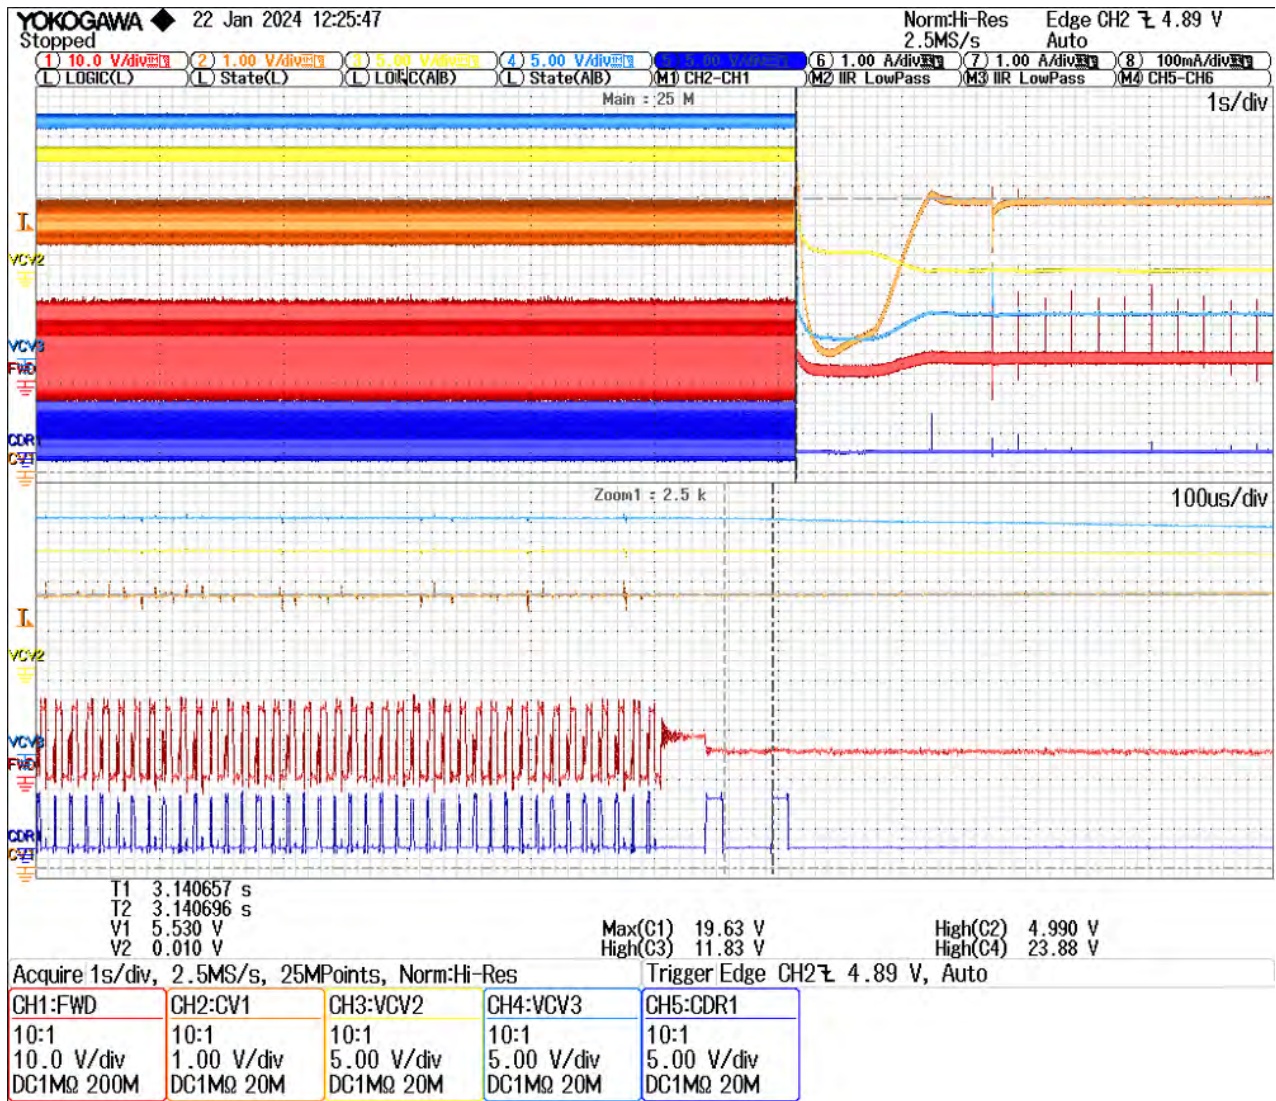 YOKOGAWA ◆ 22 Jan 2024 12:25:47
Norm:Hi-Res Edge CH2 4.89 V
Stopped
2.5MS/s Auto
1 10.0 V/div 2 1.00 V/div 3 5.00 V/div 4 5.00 V/div 5 5.00 V/div 6 1.00 A/div 7 1.00 A/div 8 100mA/div
L LOGIC(L) L State(L) L LOGIC(A|B) L State(A|B) M1 CH2-CH1 M2 IIR LowPass M3 IIR LowPass M4 CH5-CH6
Main : 25 M
1s/div
VCV2
VCV3
FWD
CDR1
CV1
Zoom1 : 2.5 k
100us/div
VCV2
VCV3
FWD
CDR1
CV1
T1 3.140657 s
T2 3.140696 s
V1 5.530 V Max(C1) 19.63 V High(C2) 4.990 V
V2 0.010 V High(C3) 11.83 V High(C4) 23.88 V
Acquire 1s/div, 2.5MS/s, 25MPoints, Norm:Hi-Res Trigger Edge CH2 4.89 V, Auto
CH1:FWD CH2:CV1 CH3:VCV2 CH4:VCV3 CH5:CDR1
10:1 10:1 10:1 10:1 10:1
10.0 V/div 1.00 V/div 5.00 V/div 5.00 V/div 5.00 V/div
DC1MΩ 200M DC1MΩ 20M DC1MΩ 20M DC1MΩ 20M DC1MΩ 20M